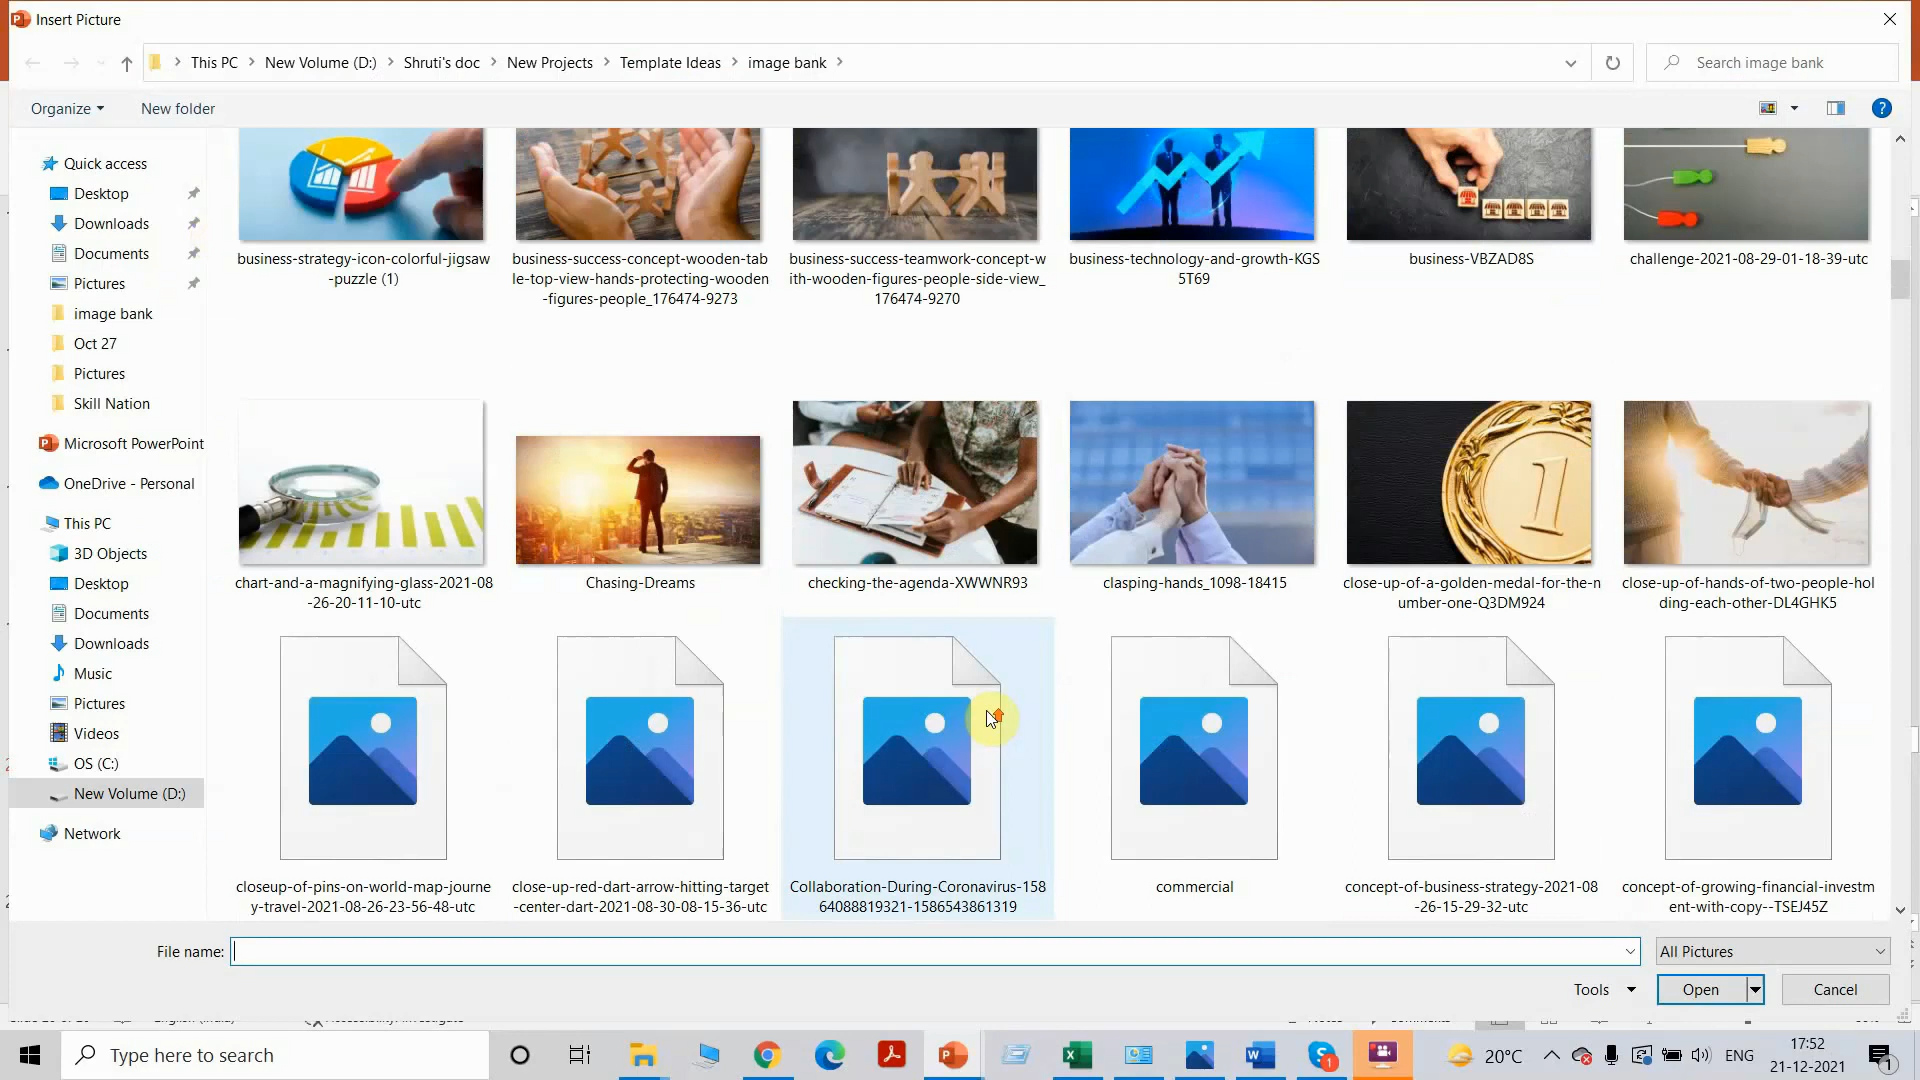 Insert Picture
This PC New Volume (D:) Shruti's doc New Projects Template Ideas image bank
Search image bank
Organize New folder
Quick access
Desktop
Downloads
Documents
Pictures
image bank
Oct 27
Pictures
Skill Nation
Microsoft PowerPoint
OneDrive - Personal
This PC
3D Objects
Desktop
Documents
Downloads
Music
Pictures
Videos
OS (C:)
New Volume (D:)
Network
business-strategy-icon-colorful-jigsaw
-puzzle (1)
business-success-concept-wooden-tab
le-top-view-hands-protecting-wooden
-figures-people_176474-9273
business-success-teamwork-concept-w
ith-wooden-figures-people-side-view_
176474-9270
business-technology-and-growth-KGS
5T69
business-VBZAD8S
challenge-2021-08-29-01-18-39-utc
1
chart-and-a-magnifying-glass-2021-08
-26-20-11-10-utc
Chasing-Dreams
checking-the-agenda-XWWNR93
clasping-hands_1098-18415
close-up-of-a-golden-medal-for-the-n
umber-one-Q3DM924
close-up-of-hands-of-two-people-hol
ding-each-other-DL4GHK5
closeup-of-pins-on-world-map-journe
y-travel-2021-08-26-23-56-48-utc
close-up-red-dart-arrow-hitting-target
-center-dart-2021-08-30-08-15-36-utc
Collaboration-During-Coronavirus-158
64088819321-1586543861319
commercial
concept-of-business-strategy-2021-08
-26-15-29-32-utc
concept-of-growing-financial-investm
ent-with-copy--TSEJ45Z
File name:
All Pictures
Tools Open Cancel
Type here to search
20°C ENG
17:52
21-12-2021
1